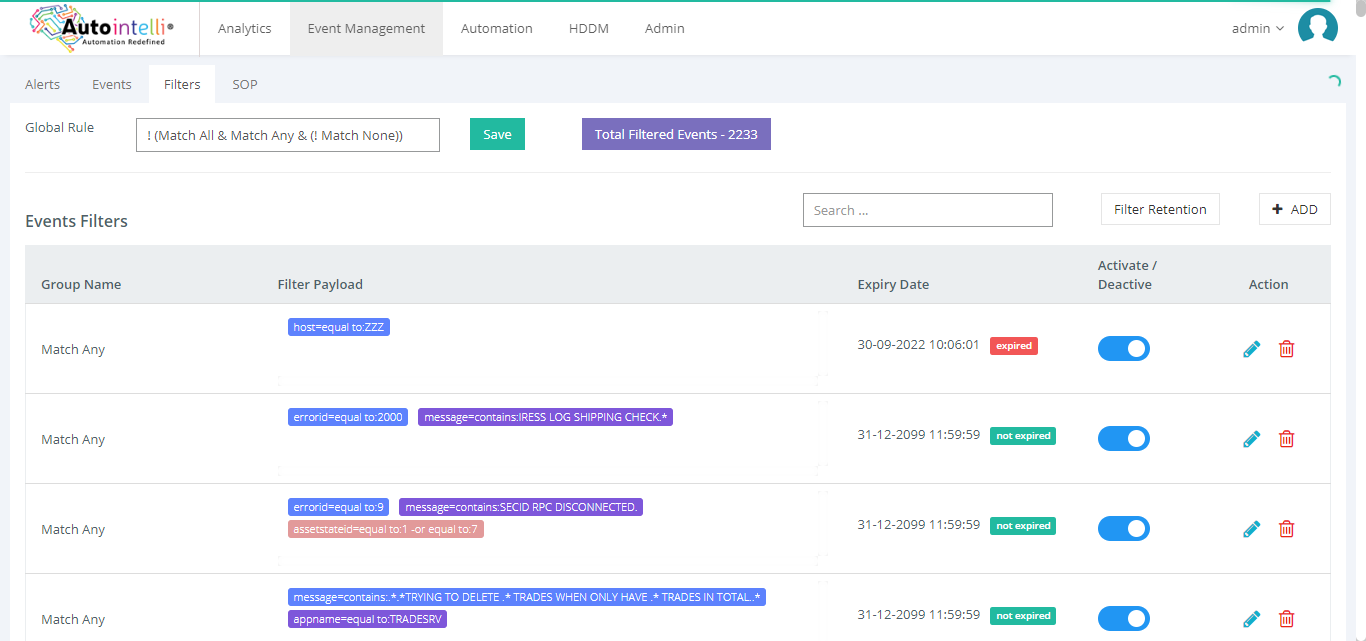 Autointelli®
Automation Redefined
Analytics
Event Management
Automation
HDDM
Admin
admin
Alerts
Events
Filters
SOP
Global Rule
! (Match All & Match Any & (! Match None))
Save
Total Filtered Events - 2233
Events Filters
Search ...
Filter Retention
+ ADD
Group Name
Filter Payload
Expiry Date
Activate /
Deactive
Action
Match Any
host=equal to:ZZZ
30-09-2022 10:06:01 expired
Match Any
errorid=equal to:2000 message=contains:IRESS LOG SHIPPING CHECK.*
31-12-2099 11:59:59 not expired
Match Any
errorid=equal to:9 message=contains:SECID RPC DISCONNECTED.
assetstateid=equal to:1 -or equal to:7
31-12-2099 11:59:59 not expired
Match Any
message=contains:.*.*TRYING TO DELETE .* TRADES WHEN ONLY HAVE .* TRADES IN TOTAL..*
appname=equal to:TRADESRV
31-12-2099 11:59:59 not expired